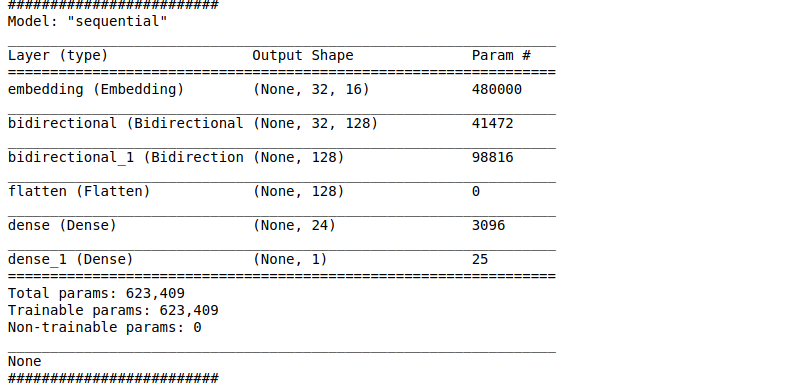 #########################
Model: "sequential"
_________________________________________________________________
Layer (type)                 Output Shape              Param #
=================================================================
embedding (Embedding)        (None, 32, 16)            480000
_________________________________________________________________
bidirectional (Bidirectional (None, 32, 128)           41472
_________________________________________________________________
bidirectional_1 (Bidirection (None, 128)               98816
_________________________________________________________________
flatten (Flatten)            (None, 128)               0
_________________________________________________________________
dense (Dense)                (None, 24)                3096
_________________________________________________________________
dense_1 (Dense)              (None, 1)                 25
=================================================================
Total params: 623,409
Trainable params: 623,409
Non-trainable params: 0
_________________________________________________________________
None
#########################